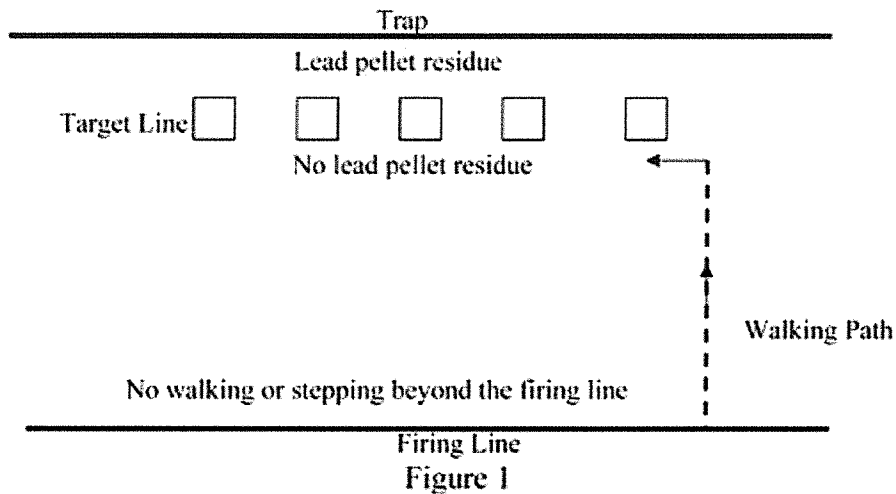 Trap
Lead pellet residue
Target Line
No lead pellet residue
Walking Path
No walking or stepping beyond the firing line
Firing Line
Figure 1